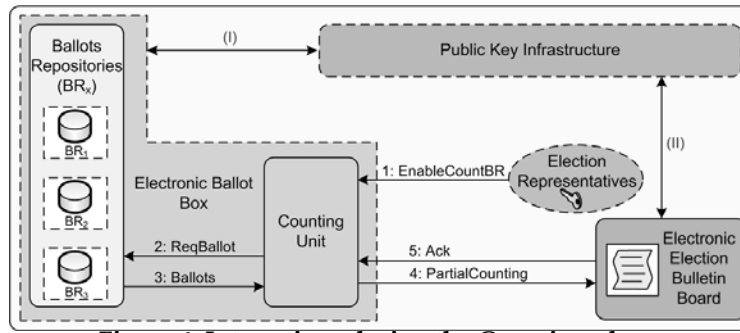 Ballots
Repositories
(BRx)
BR1
BR2
BR3
(I)
Public Key Infrastructure
(II)
Electronic Ballot
Box
Counting
Unit
1: EnableCountBR
Election
Representatives
2: ReqBallot
3: Ballots
5: Ack
4: PartialCounting
Electronic
Election
Bulletin
Board